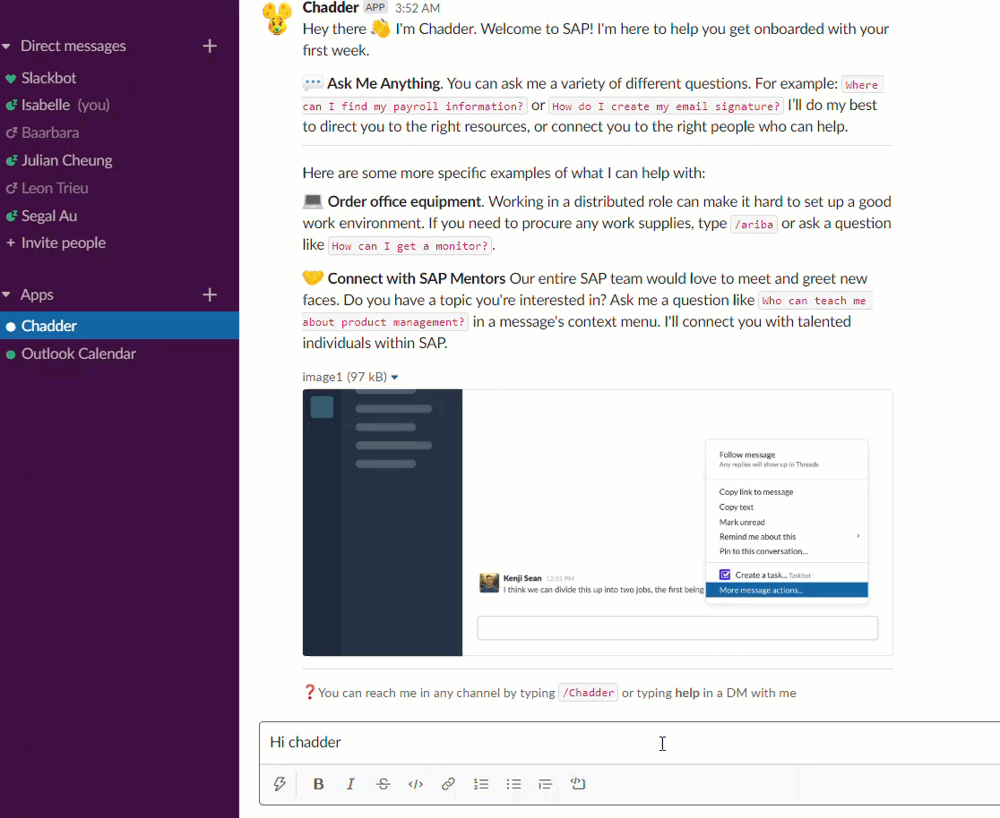 Direct messages
Slackbot
Isabelle (you)
Baarbara
Julian Cheung
Leon Trieu
Segal Au
+ Invite people
Apps
Chadder
Outlook Calendar
Chadder APP 3:52 AM
Hey there 👋 I'm Chadder. Welcome to SAP! I'm here to help you get onboarded with your
first week.
💬 Ask Me Anything. You can ask me a variety of different questions. For example: Where
can I find my payroll information? or How do I create my email signature? I’ll do my best
to direct you to the right resources, or connect you to the right people who can help.
Here are some more specific examples of what I can help with:
💻 Order office equipment. Working in a distributed role can make it hard to set up a good
work environment. If you need to procure any work supplies, type /ariba or ask a question
like How can I get a monitor?.
🤝 Connect with SAP Mentors Our entire SAP team would love to meet and greet new
faces. Do you have a topic you're interested in? Ask me a question like Who can teach me
about product management? in a message's context menu. I'll connect you with talented
individuals within SAP.
image1 (97 kB)
Follow message
Any replies will show up in Threads
Copy link to message
Copy text
Mark unread
Remind me about this
Pin to this conversation...
Create a task... Taskbot
More message actions...
Kenji Sean 12:51 PM
I think we can divide this up into two jobs, the first being
❓You can reach me in any channel by typing /Chadder or typing help in a DM with me
Hi chadder
B I S </>